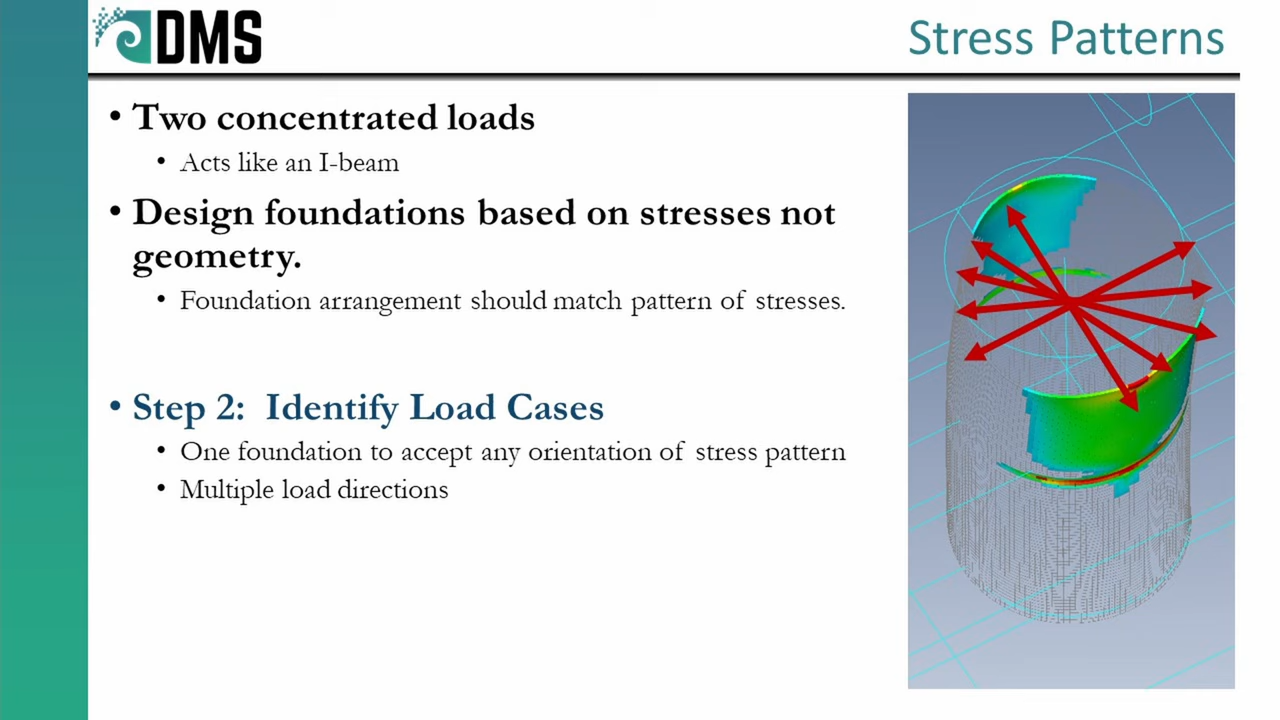 DMS
Stress Patterns
• Two concentrated loads
• Acts like an I-beam
• Design foundations based on stresses not
geometry.
• Foundation arrangement should match pattern of stresses.
• Step 2: Identify Load Cases
• One foundation to accept any orientation of stress pattern
• Multiple load directions